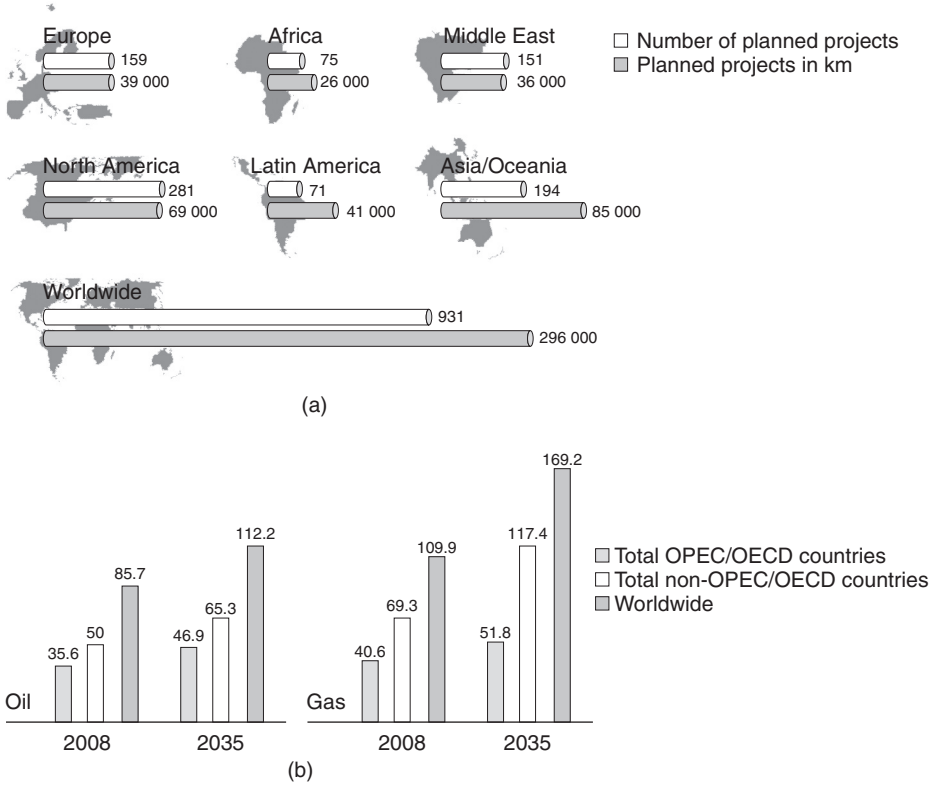 Europe
159
39 000
Africa
75
26 000
Middle East
151
36 000
Number of planned projects
Planned projects in km
North America
281
69 000
Latin America
71
41 000
Asia/Oceania
194
85 000
Worldwide
931
296 000
(a)
Oil
35.6
50
85.7
46.9
65.3
112.2
2008
2035
Gas
40.6
69.3
109.9
51.8
117.4
169.2
2008
2035
Total OPEC/OECD countries
Total non-OPEC/OECD countries
Worldwide
(b)